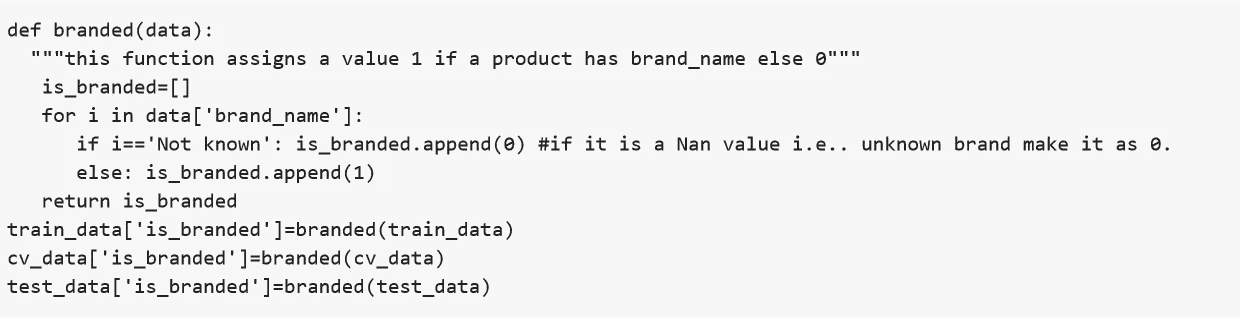 def branded(data):
  """this function assigns a value 1 if a product has brand_name else 0"""
   is_branded=[]
   for i in data['brand_name']:
      if i=='Not known': is_branded.append(0) #if it is a Nan value i.e.. unknown brand make it as 0.
      else: is_branded.append(1)
   return is_branded
train_data['is_branded']=branded(train_data)
cv_data['is_branded']=branded(cv_data)
test_data['is_branded']=branded(test_data)